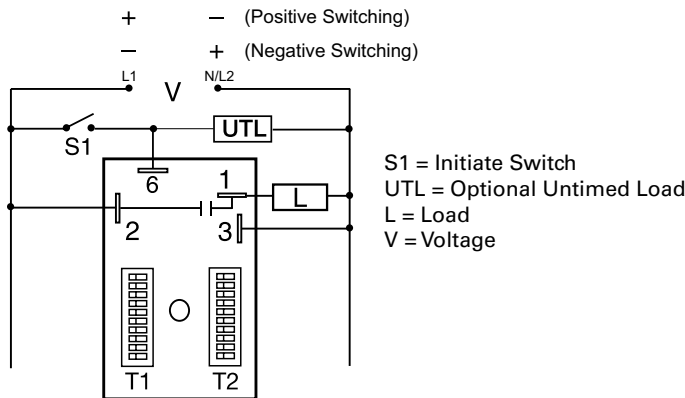 + − (Positive Switching)
− + (Negative Switching)
L1 V N/L2
S1 UTL
6 1 L
2 3
T1 T2
S1 = Initiate Switch
UTL = Optional Untimed Load
L = Load
V = Voltage